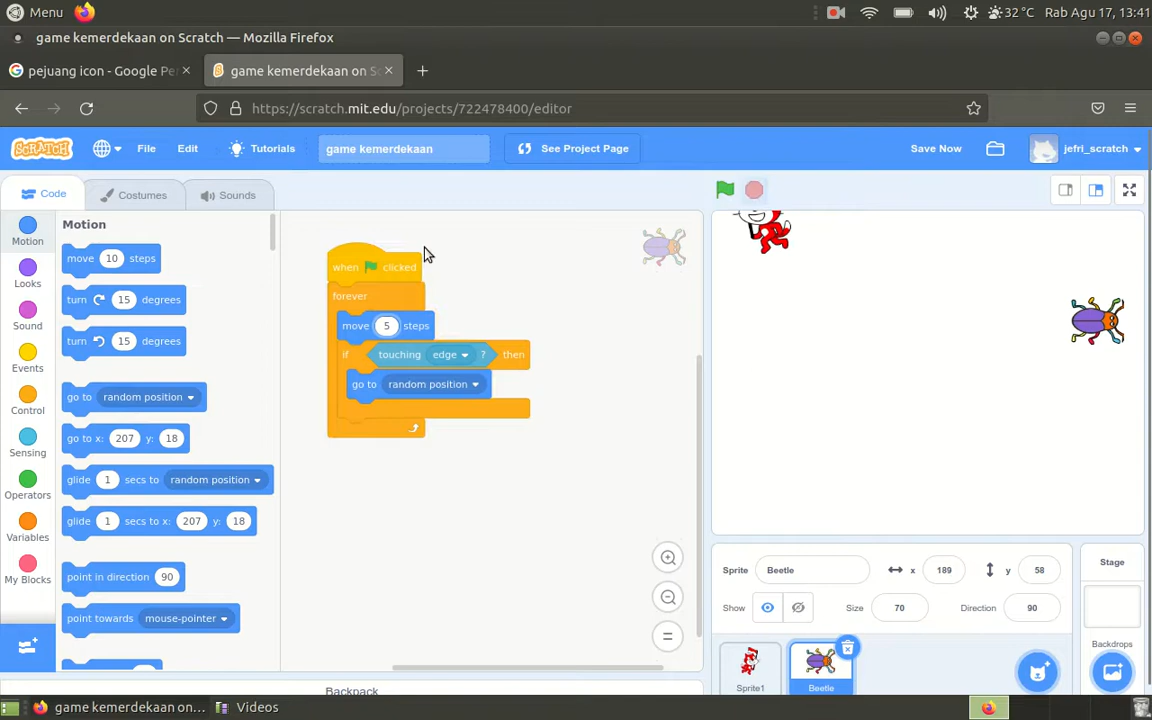 Menu
32 °C Rab Agu 17, 13:41
game kemerdekaan on Scratch — Mozilla Firefox
pejuang icon - Google Pe
game kemerdekaan on Sc
https://scratch.mit.edu/projects/722478400/editor
SCRATCH File Edit Tutorials game kemerdekaan See Project Page Save Now jefri_scratch
Code Costumes Sounds
Motion
Motion
Looks
Sound
Events
Control
Sensing
Operators
Variables
My Blocks
move 10 steps
turn 15 degrees
turn 15 degrees
go to random position
go to x: 207 y: 18
glide 1 secs to random position
glide 1 secs to x: 207 y: 18
point in direction 90
point towards mouse-pointer
when clicked
forever
move 5 steps
if touching edge ? then
go to random position
Backpack
Sprite Beetle x 189 y 58
Show Size 70 Direction 90
Sprite1
Beetle
Stage
Backdrops
game kemerdekaan on...
Videos